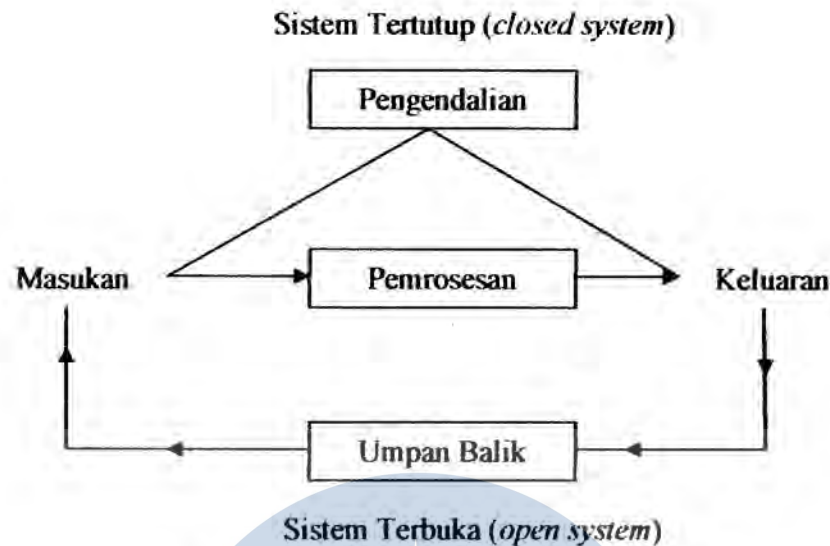 Sistem Tertutup (closed system)
Pengendalian
Masukan
Pemrosesan
Keluaran
Umpan Balik
Sistem Terbuka (open system)